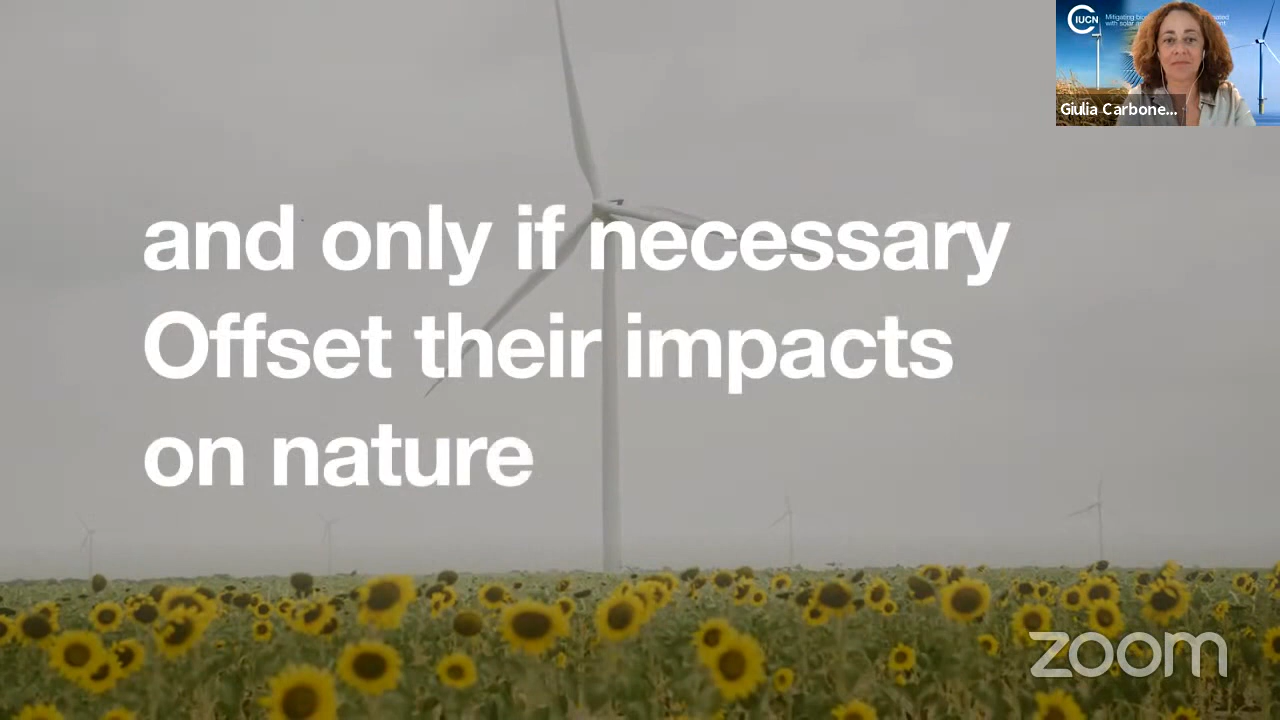 and only if necessary
Offset their impacts
on nature
IUCN
Giulia Carbone...
zoom